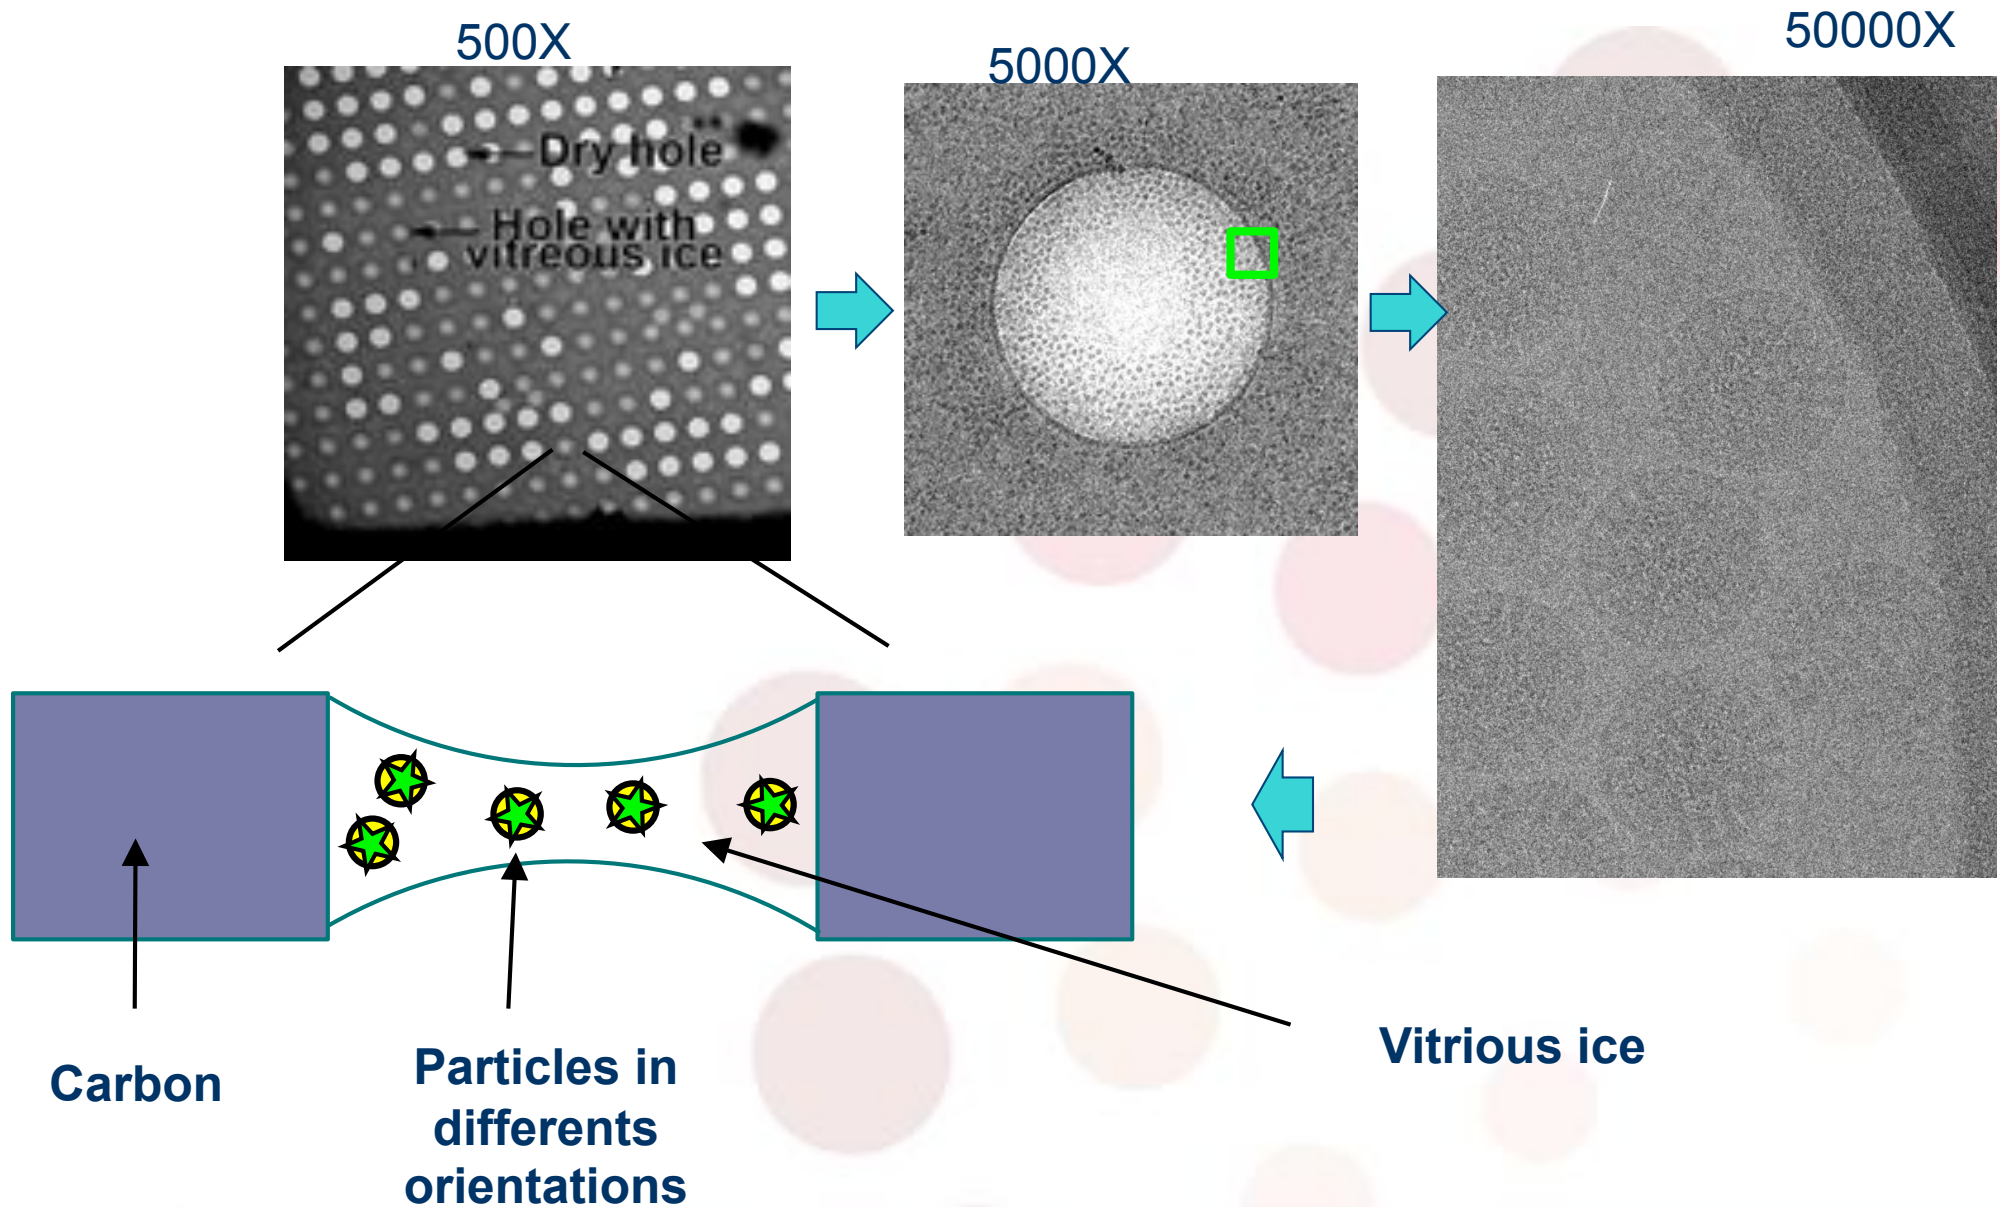 500X
5000X
50000X
Dry hole
Hole with
vitreous ice
Carbon
Particles in
differents
orientations
Vitrious ice